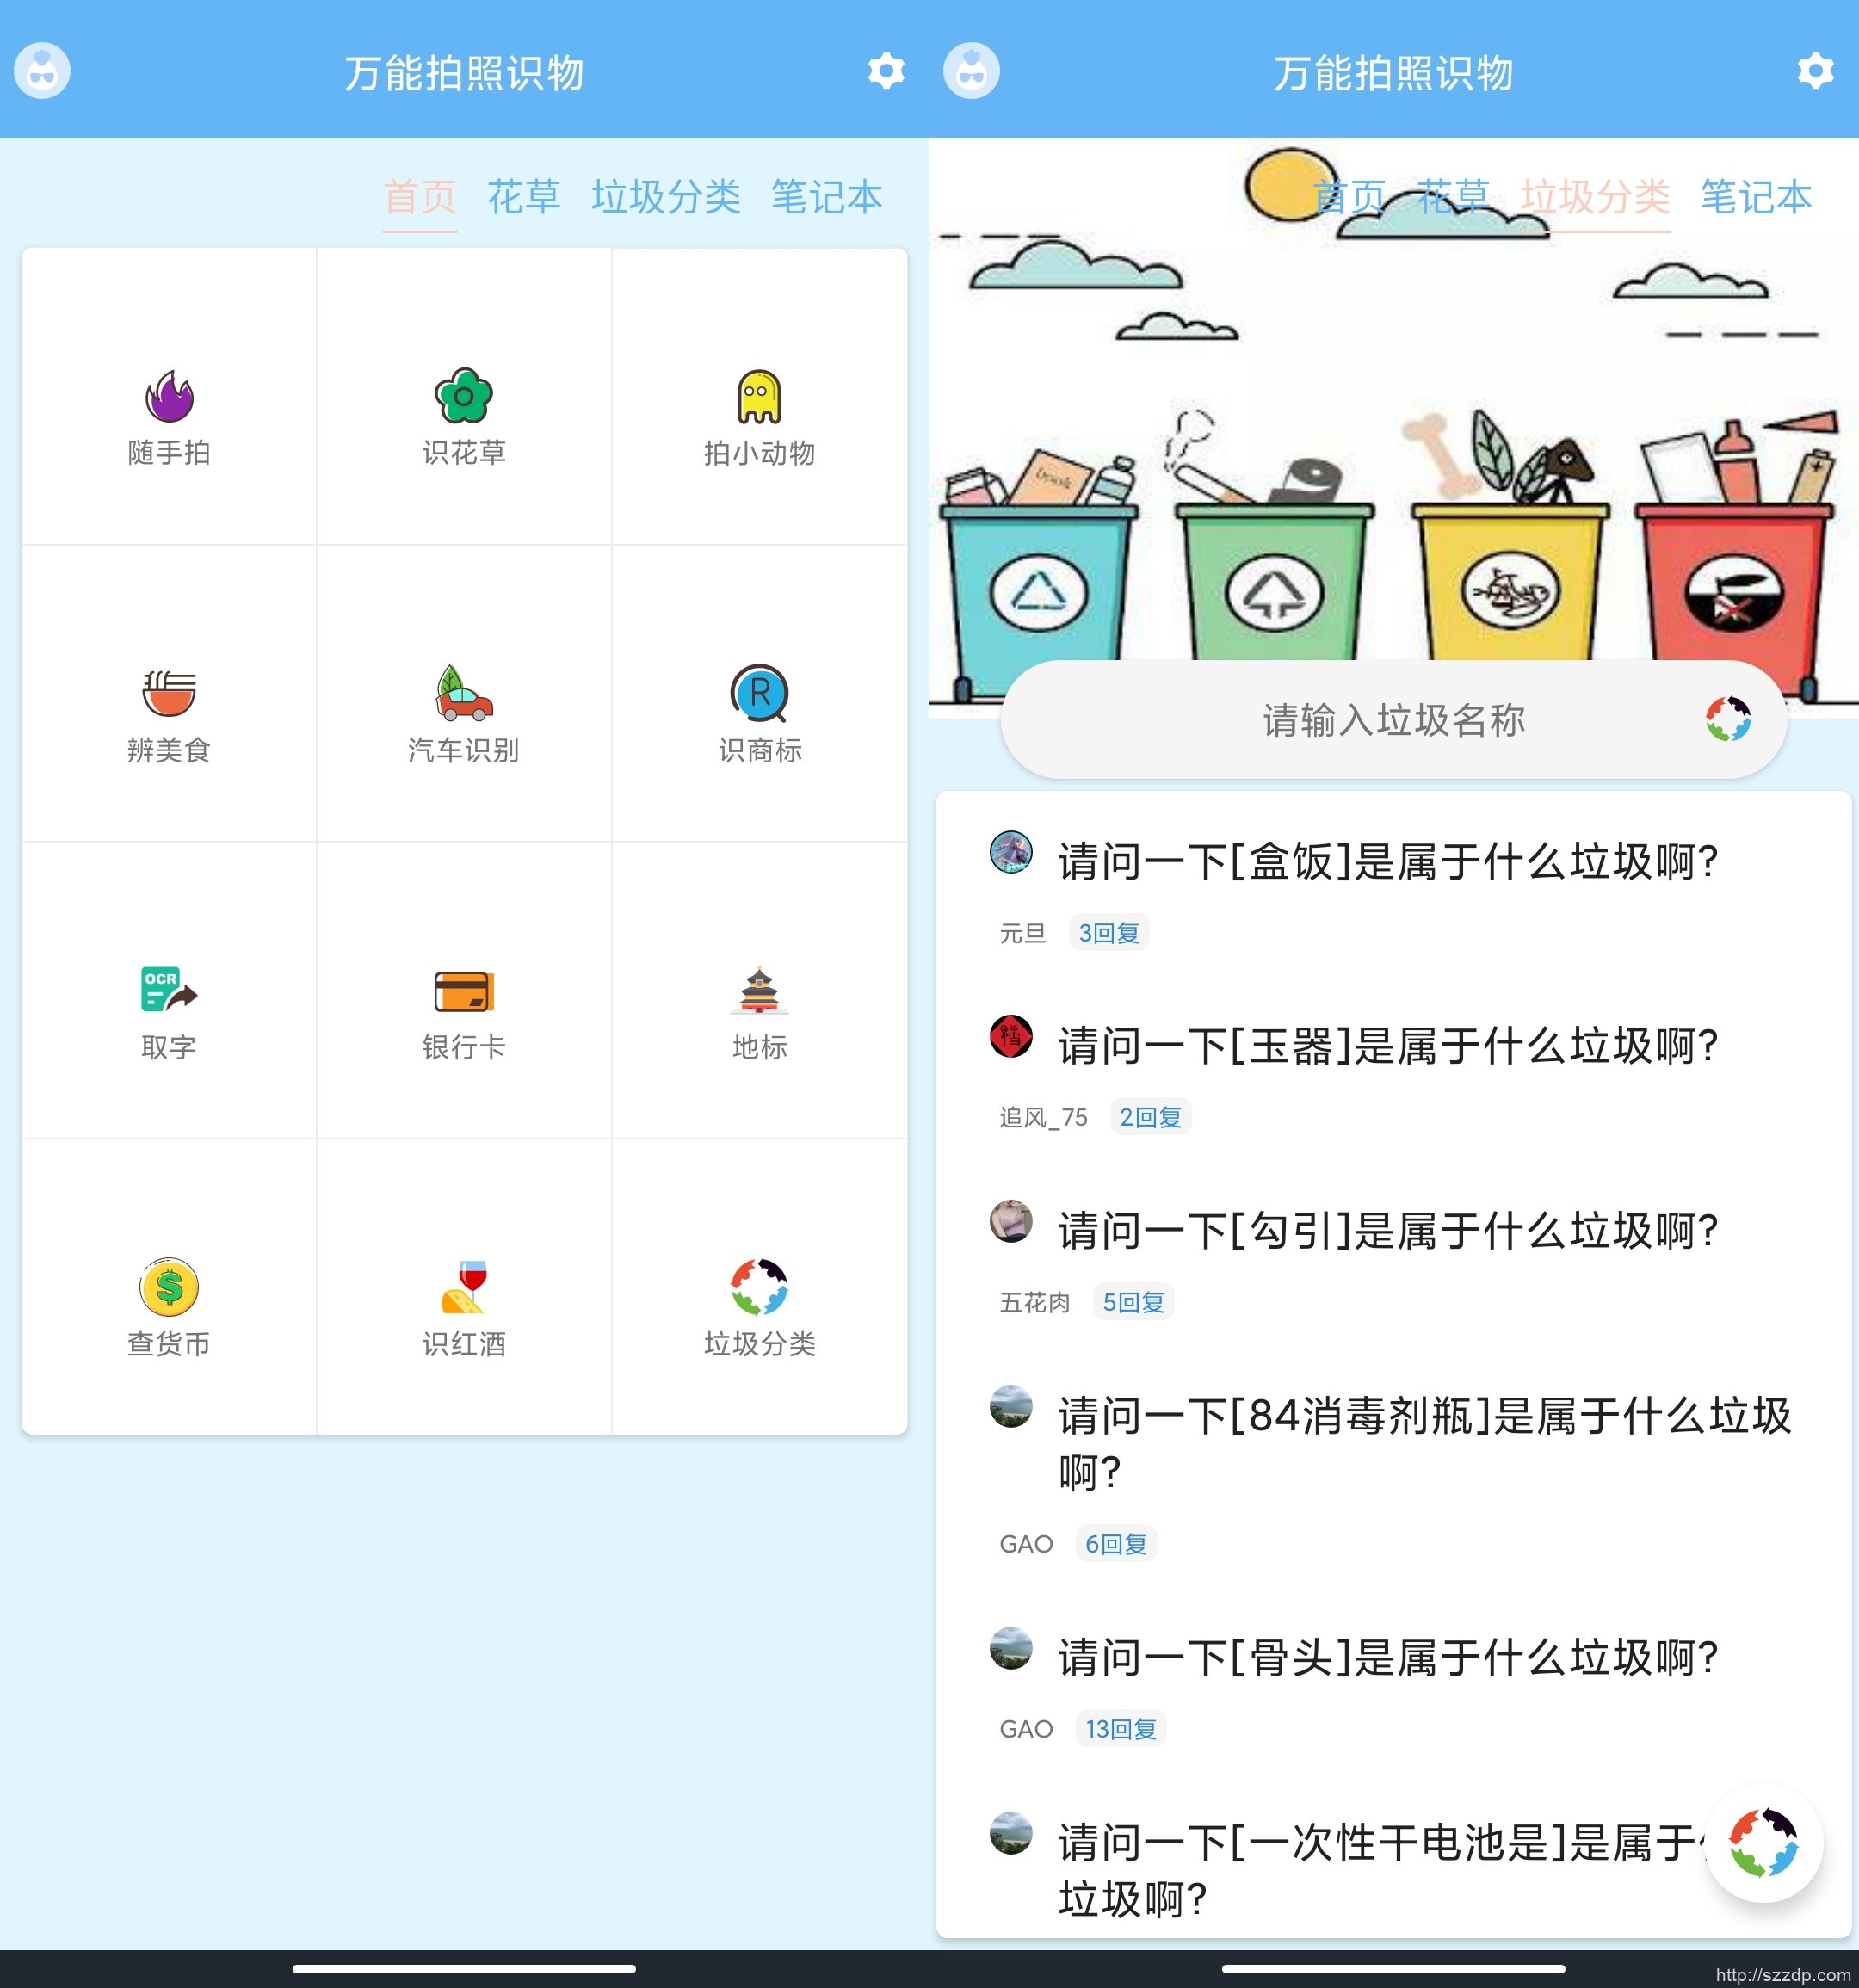 万能拍照识物
首页 花草 垃圾分类 笔记本
随手拍 识花草 拍小动物
辨美食 汽车识别 识商标
R
OCR
取字 银行卡 地标
$
查货币 识红酒 垃圾分类
万能拍照识物
首页 花草 垃圾分类 笔记本
请输入垃圾名称
请问一下[盒饭]是属于什么垃圾啊?
元旦 3回复
请问一下[玉器]是属于什么垃圾啊?
追风_75 2回复
请问一下[勾引]是属于什么垃圾啊?
五花肉 5回复
请问一下[84消毒剂瓶]是属于什么垃圾
啊?
GAO 6回复
请问一下[骨头]是属于什么垃圾啊?
GAO 13回复
请问一下[一次性干电池是]是属于
垃圾啊?
http://szzdp.com